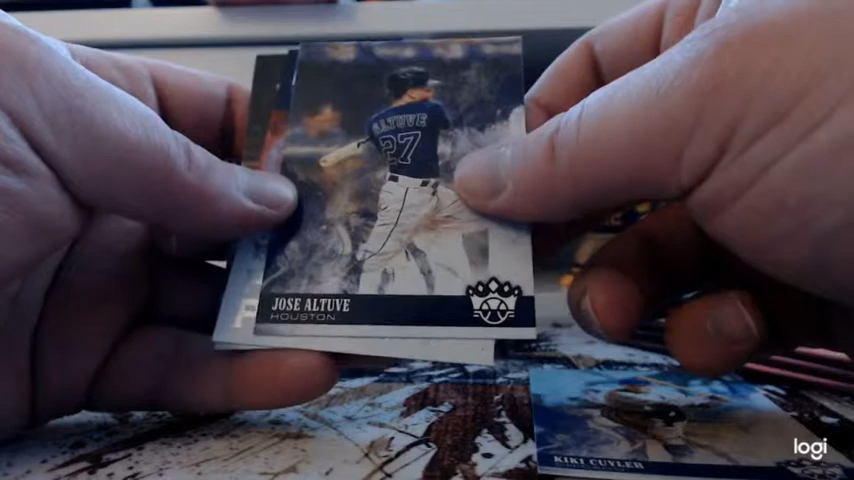 ALTUVE
27
JOSE ALTUVE
HOUSTON
KIKI CUYLER
logi